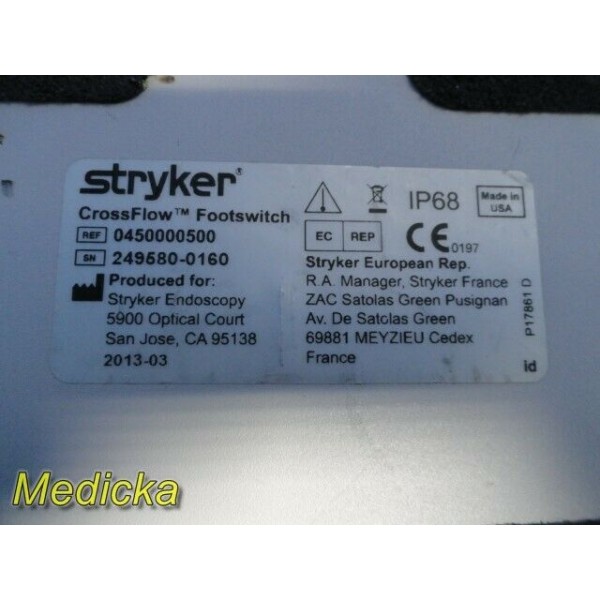 stryker®
CrossFlow™ Footswitch
REF 0450000500
SN 249580-0160
Produced for:
Stryker Endoscopy
5900 Optical Court
San Jose, CA 95138
2013-03
IP68
Made in
USA
EC REP
CE 0197
Stryker European Rep.
R.A. Manager, Stryker France
ZAC Satolas Green Pusignan
Av. De Satolas Green
69881 MEYZIEU Cedex
France
P17861 D
id
Medicka